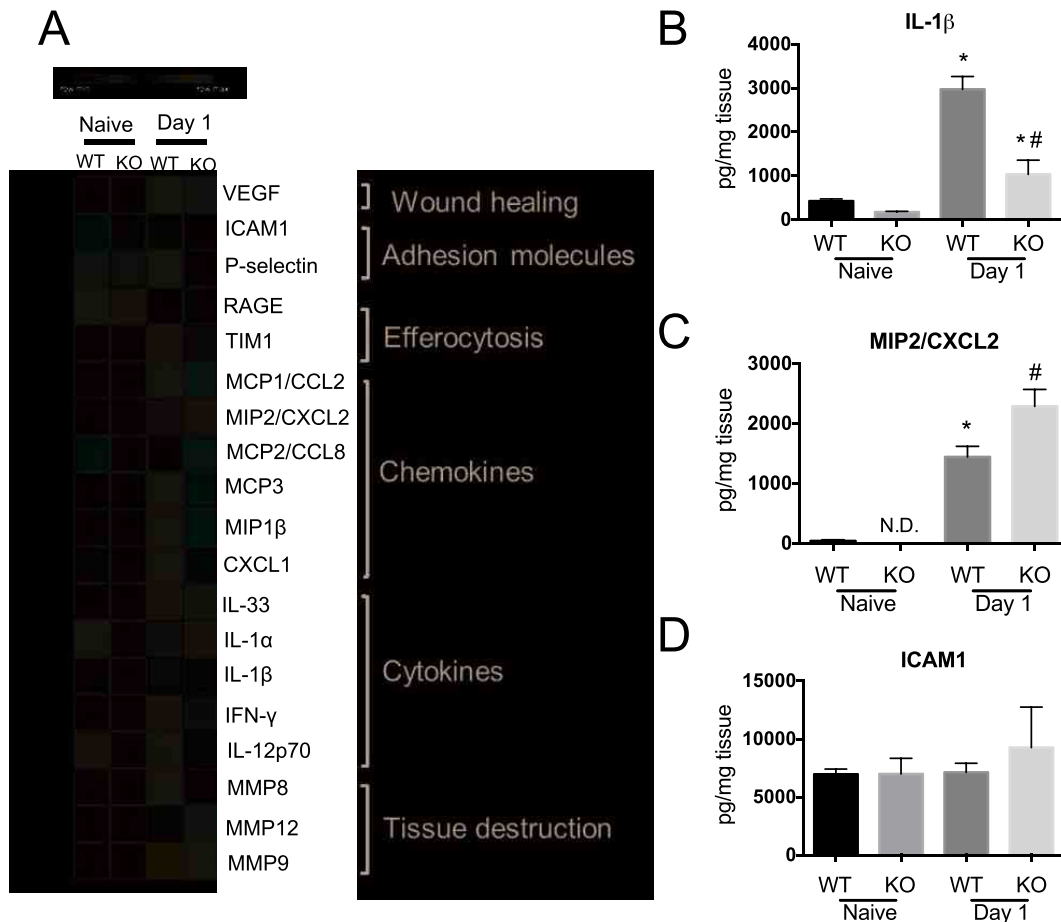 A
row min row max
Naive Day 1
WT KO WT KO
VEGF
ICAM1
P-selectin
RAGE
TIM1
MCP1/CCL2
MIP2/CXCL2
MCP2/CCL8
MCP3
MIP1β
CXCL1
IL-33
IL-1α
IL-1β
IFN-γ
IL-12p70
MMP8
MMP12
MMP9
Wound healing
Adhesion molecules
Efferocytosis
Chemokines
Cytokines
Tissue destruction
B
IL-1β
pg/mg tissue
4000
3000
2000
1000
0
*
* #
WT KO WT KO
Naive Day 1
C
MIP2/CXCL2
pg/mg tissue
3000
2000
1000
0
N.D.
*
#
WT KO WT KO
Naive Day 1
D
ICAM1
pg/mg tissue
15000
10000
5000
0
WT KO WT KO
Naive Day 1